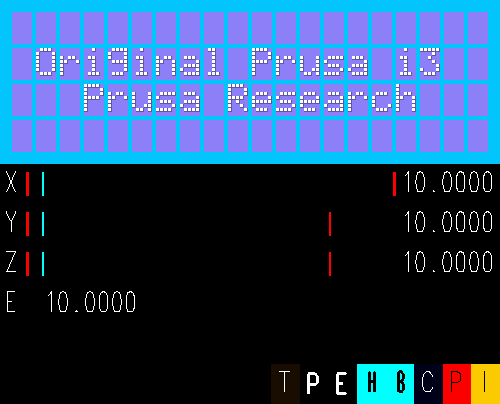 Original Prusa i3
Prusa Research
X 10.0000
Y 10.0000
Z 10.0000
E 10.0000
T P E H B C P I